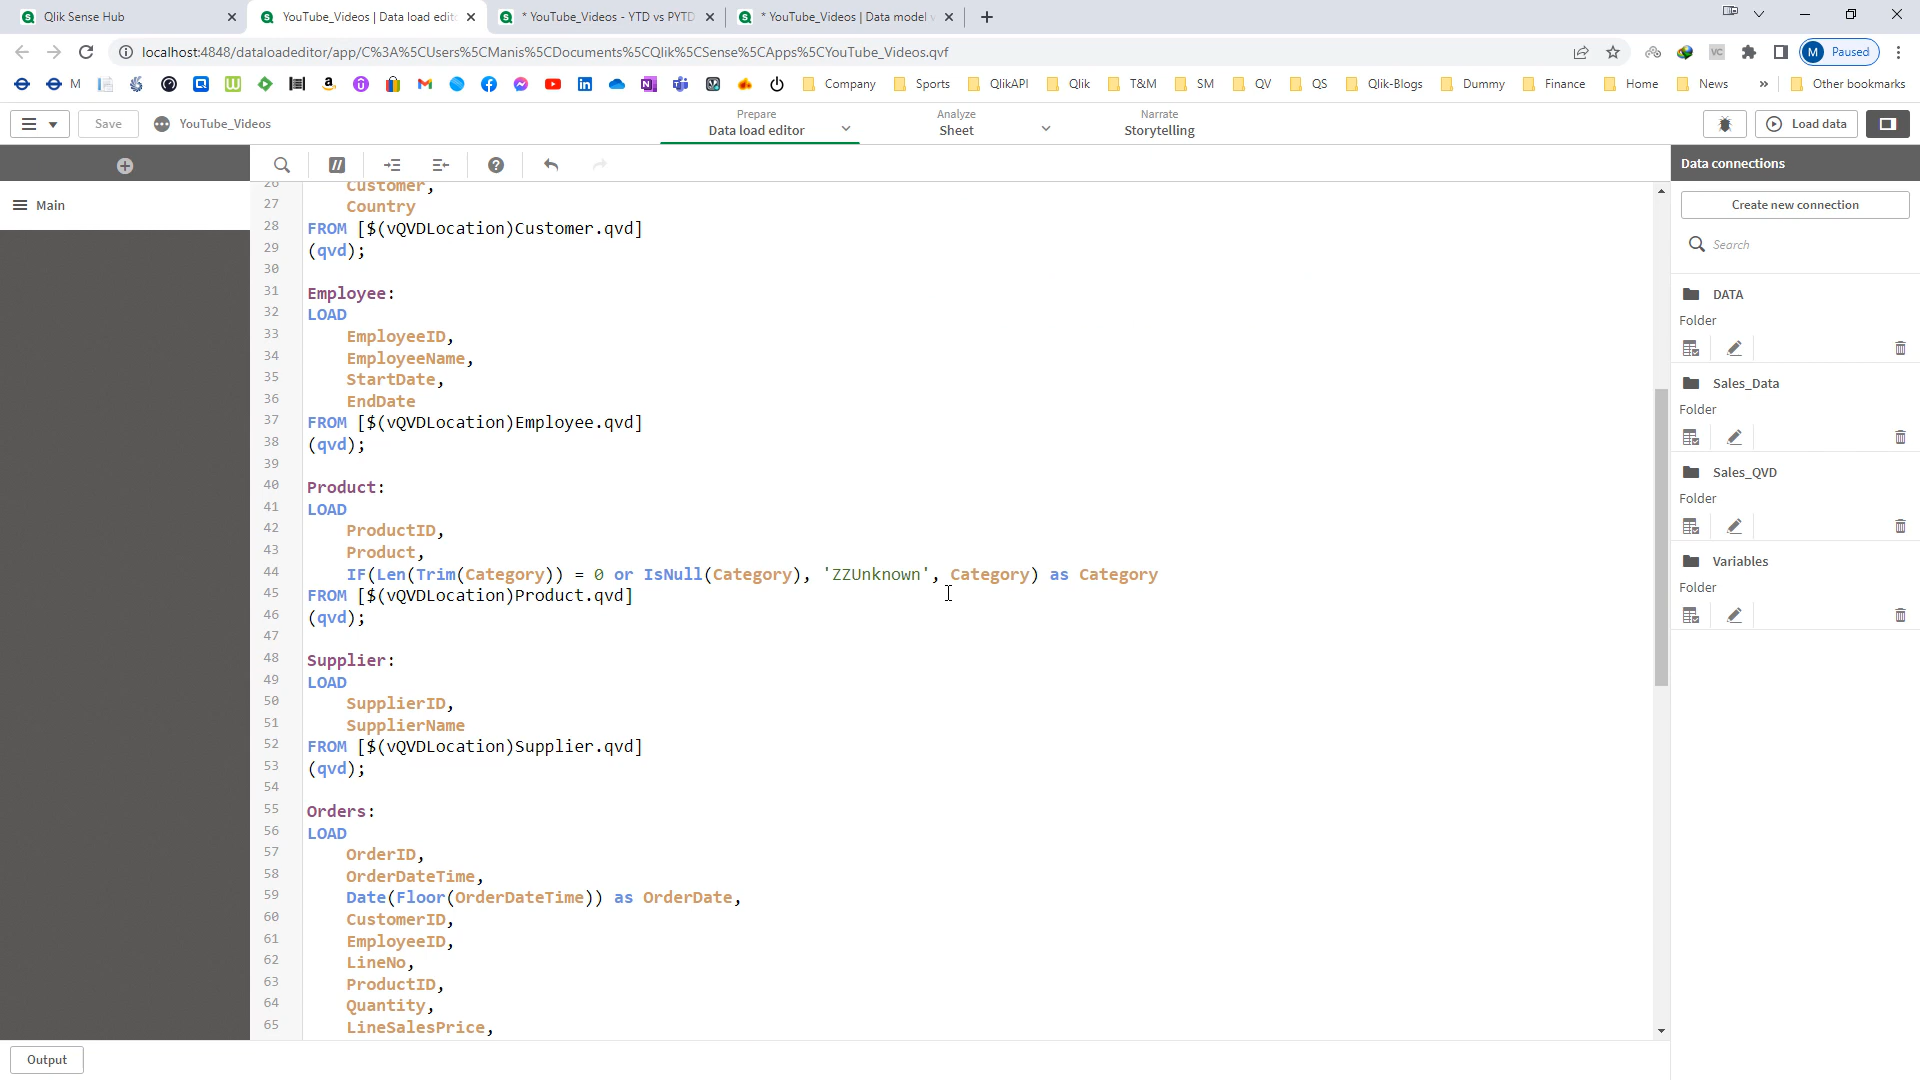 Qlik Sense Hub
YouTube_Videos | Data load edit
* YouTube_Videos - YTD vs PYTD
* YouTube_Videos | Data model
localhost:4848/dataloadeditor/app/C%3A%5CUsers%5CManis%5CDocuments%5CQlik%5CSense%5CApps%5CYouTube_Videos.qvf
VC
M Paused
M
Company
Sports
QlikAPI
Qlik
T&M
SM
QV
QS
Qlik-Blogs
Dummy
Finance
Home
News
»
Other bookmarks
Save
YouTube_Videos
Prepare
Data load editor
Analyze
Sheet
Narrate
Storytelling
Load data
Main
Data connections
Create new connection
Search
DATA
Folder
Sales_Data
Folder
Sales_QVD
Folder
Variables
Folder
26 Customer,
27 Country
28 FROM [$(vQVDLocation)Customer.qvd]
29 (qvd);
30
31 Employee:
32 LOAD
33 EmployeeID,
34 EmployeeName,
35 StartDate,
36 EndDate
37 FROM [$(vQVDLocation)Employee.qvd]
38 (qvd);
39
40 Product:
41 LOAD
42 ProductID,
43 Product,
44 IF(Len(Trim(Category)) = 0 or IsNull(Category), 'ZZUnknown', Category) as Category
45 FROM [$(vQVDLocation)Product.qvd]
46 (qvd);
47
48 Supplier:
49 LOAD
50 SupplierID,
51 SupplierName
52 FROM [$(vQVDLocation)Supplier.qvd]
53 (qvd);
54
55 Orders:
56 LOAD
57 OrderID,
58 OrderDateTime,
59 Date(Floor(OrderDateTime)) as OrderDate,
60 CustomerID,
61 EmployeeID,
62 LineNo,
63 ProductID,
64 Quantity,
65 LineSalesPrice,
Output